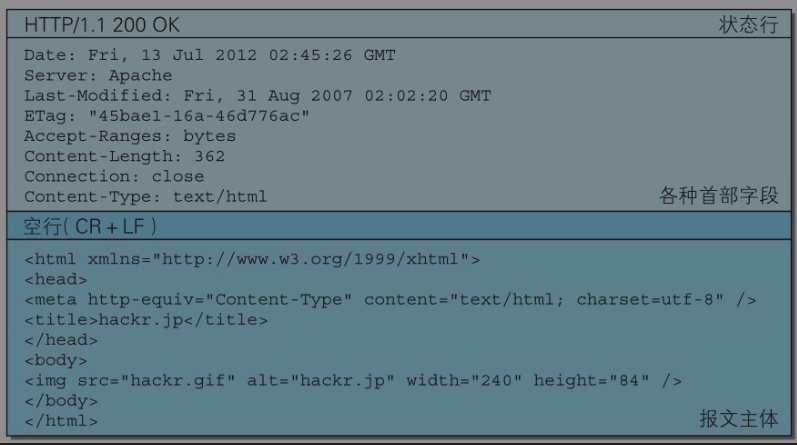 HTTP/1.1 200 OK 状态行
Date: Fri, 13 Jul 2012 02:45:26 GMT
Server: Apache
Last-Modified: Fri, 31 Aug 2007 02:02:20 GMT
ETag: "45bae1-16a-46d776ac"
Accept-Ranges: bytes
Content-Length: 362
Connection: close
Content-Type: text/html 各种首部字段
空行( CR + LF )
<html xmlns="http://www.w3.org/1999/xhtml">
<head>
<meta http-equiv="Content-Type" content="text/html; charset=utf-8" />
<title>hackr.jp</title>
</head>
<body>
<img src="hackr.gif" alt="hackr.jp" width="240" height="84" />
</body>
</html> 报文主体